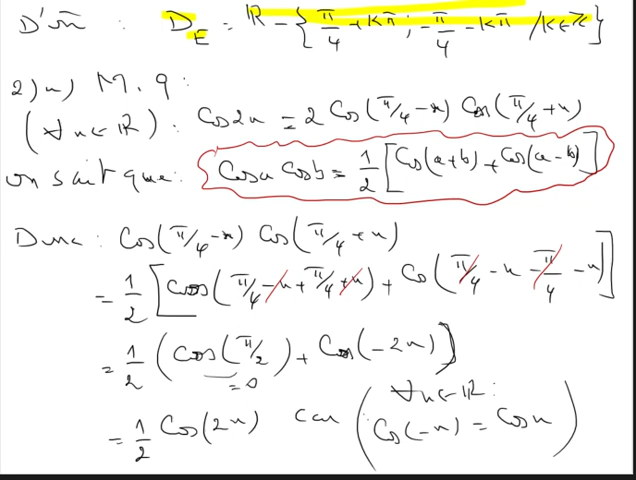 D'où : D_E = ℝ - {π/4 + kπ ; -π/4 - kπ / k∈ℤ}
2) a) M. q :
(∀x∈ℝ) : Cos2x = 2 Cos(π/4 - x) Cos(π/4 + x)
on sait que : Cosa Cosb = 1/2 [Cos(a+b) + Cos(a-b)]
Donc : Cos(π/4 - x) Cos(π/4 + x)
= 1/2 [Cos(π/4 - x + π/4 + x) + Cos(π/4 - x - π/4 - x)]
= 1/2 (Cos(π/2) + Cos(-2x)]
= 0
= 1/2 Cos(2x) car (∀x∈ℝ :
Cos(-x) = Cosx)